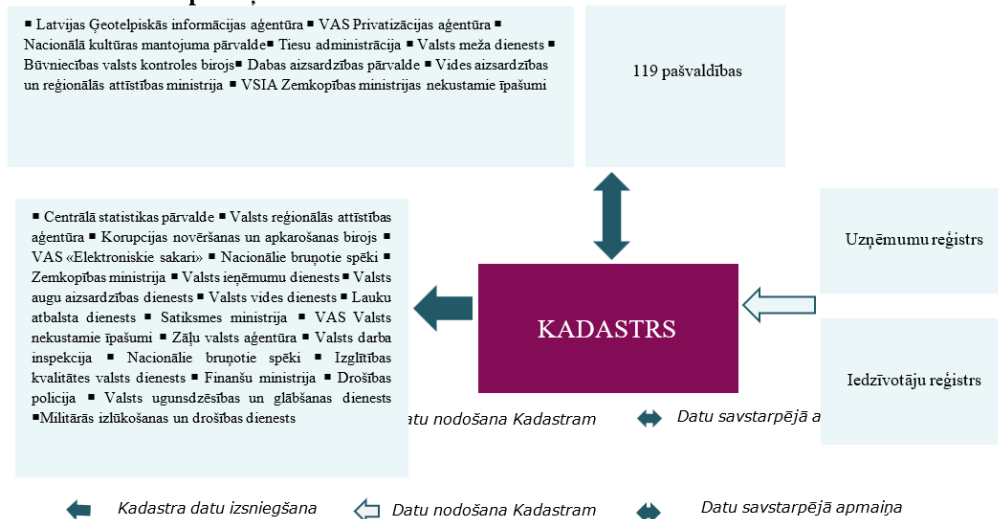 ▪ Latvijas Ģeotelpiskās informācijas aģentūra ▪ VAS Privatizācijas aģentūra ▪
Nacionālā kultūras mantojuma pārvalde▪ Tiesu administrācija ▪ Valsts meža dienests ▪
Būvniecības valsts kontroles birojs▪ Dabas aizsardzības pārvalde ▪ Vides aizsardzības
un reģionālās attīstības ministrija ▪ VSIA Zemkopības ministrijas nekustamie īpašumi
119 pašvaldības
▪ Centrālā statistikas pārvalde ▪ Valsts reģionālās attīstības
aģentūra ▪ Korupcijas novēršanas un apkarošanas birojs ▪
VAS «Elektroniskie sakari» ▪ Nacionālie bruņotie spēki ▪
Zemkopības ministrija ▪ Valsts ieņēmumu dienests ▪ Valsts
augu aizsardzības dienests ▪ Valsts vides dienests ▪ Lauku
atbalsta dienests ▪ Satiksmes ministrija ▪ VAS Valsts
nekustamie īpašumi ▪ Zāļu valsts aģentūra ▪ Valsts darba
inspekcija ▪ Nacionālie bruņotie spēki ▪ Izglītības
kvalitātes valsts dienests ▪ Finanšu ministrija ▪ Drošības
policija ▪ Valsts ugunsdzēsības un glābšanas dienests
▪Militārās izlūkošanas un drošības dienests
KADASTRS
Uzņēmumu reģistrs
Iedzīvotāju reģistrs
atu nodošana Kadastram
Datu savstarpējā a
Kadastra datu izsniegšana
Datu nodošana Kadastram
Datu savstarpējā apmaiņa